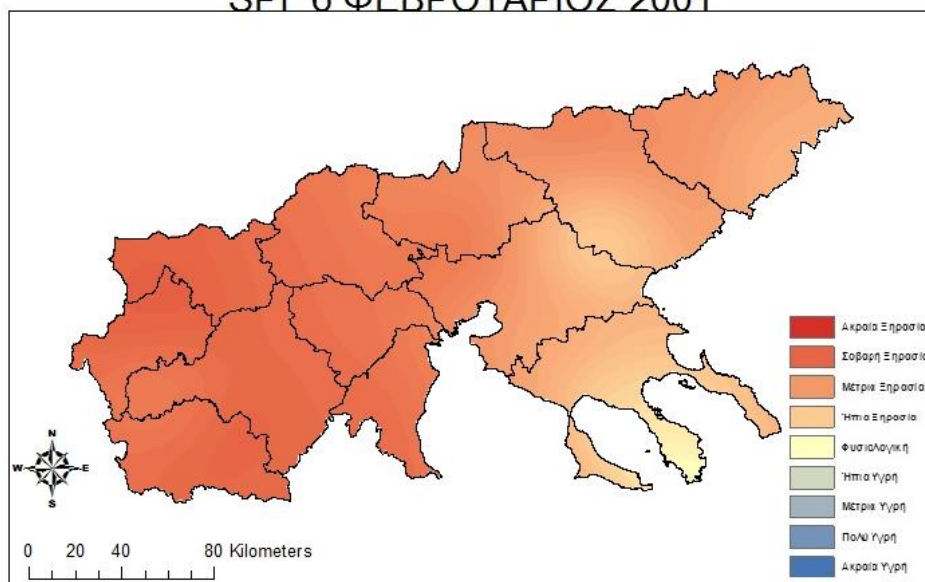 SPI 6 ΦΕΒΡΟΥΑΡΙΟΣ 2001
Ακραία Ξηρασία
Σοβαρή Ξηρασία
Μέτρια Ξηρασία
Ήπια Ξηρασία
Φυσιολογική
Ήπια Υγρή
Μέτρια Υγρή
Πολύ Υγρή
Ακραία Υγρή
N
W E
S
0 20 40 80 Kilometers